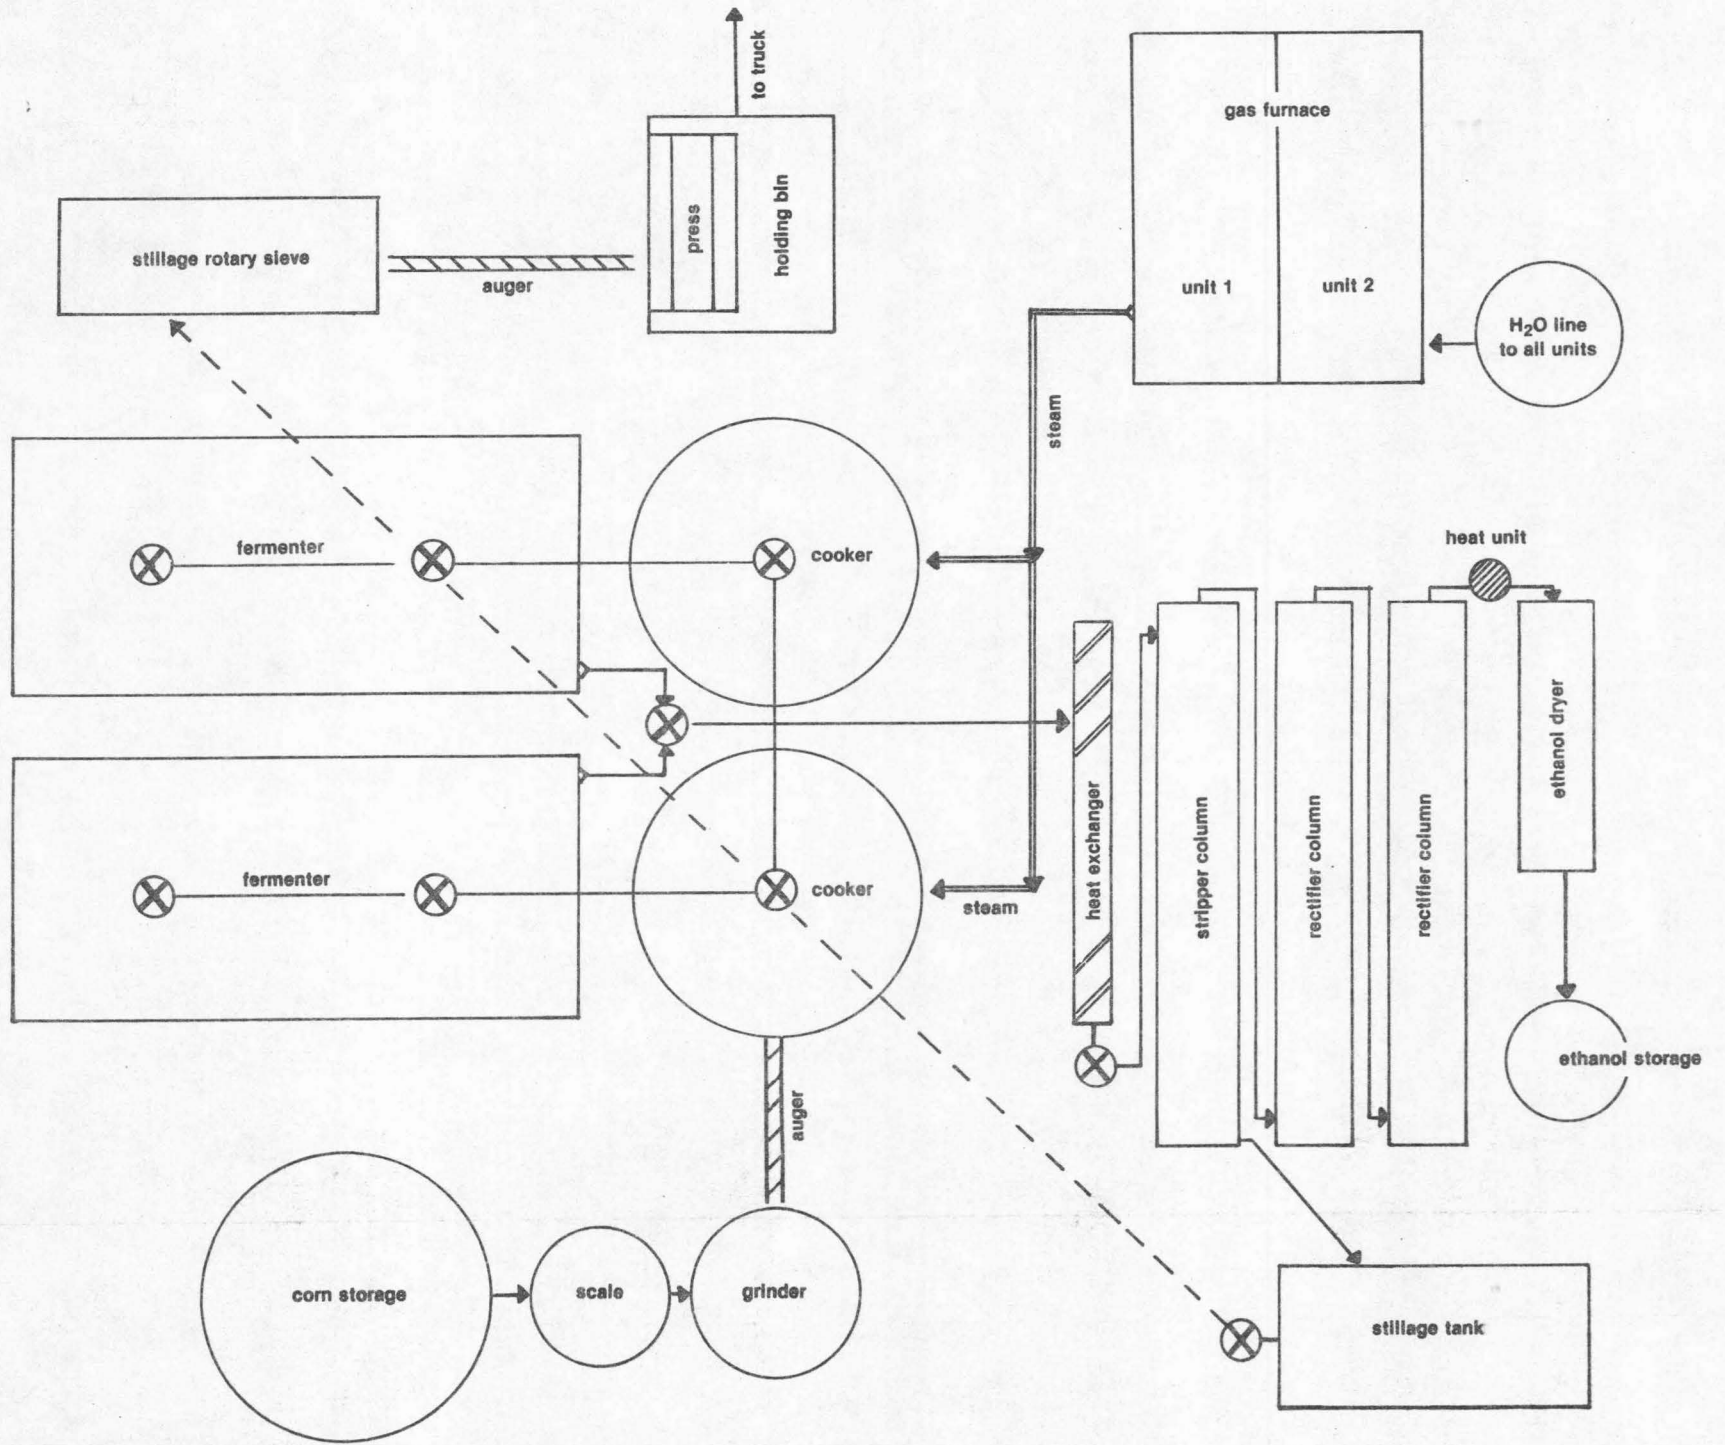 to truck
gas furnace
press
holding bin
stillage rotary sieve
auger
unit 1
unit 2
H₂O line
to all units
steam
heat unit
fermenter
cooker
ethanol dryer
heat exchanger
stripper column
rectifier column
rectifier column
fermenter
cooker
steam
ethanol storage
auger
corn storage
scale
grinder
stillage tank